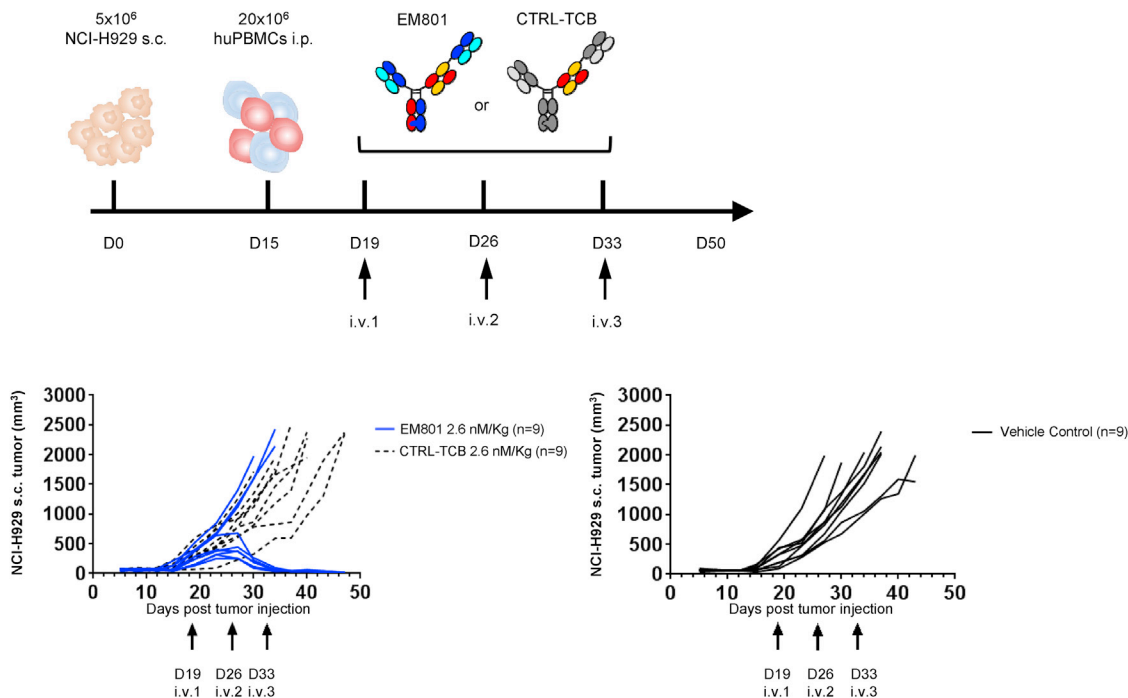 5x10⁶
NCI-H929 s.c.
20x10⁶
huPBMCs i.p.
EM801
CTRL-TCB
or
D0
D15
D19
D26
D33
D50
i.v.1
i.v.2
i.v.3
NCI-H929 s.c. tumor (mm³)
3000
2500
2000
1500
1000
500
0
0
10
20
30
40
50
Days post tumor injection
EM801 2.6 nM/Kg (n=9)
CTRL-TCB 2.6 nM/Kg (n=9)
D19
D26
D33
i.v.1
i.v.2
i.v.3
NCI-H929 s.c. tumor (mm³)
3000
2500
2000
1500
1000
500
0
0
10
20
30
40
50
Days post tumor injection
Vehicle Control (n=9)
D19
D26
D33
i.v.1
i.v.2
i.v.3